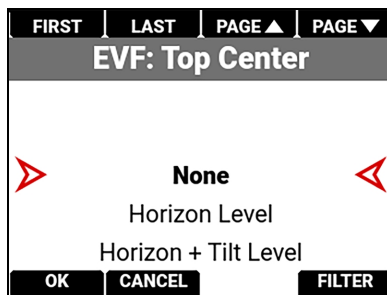 FIRST LAST PAGE▲ PAGE▼
EVF: Top Center
None
Horizon Level
Horizon + Tilt Level
OK CANCEL FILTER